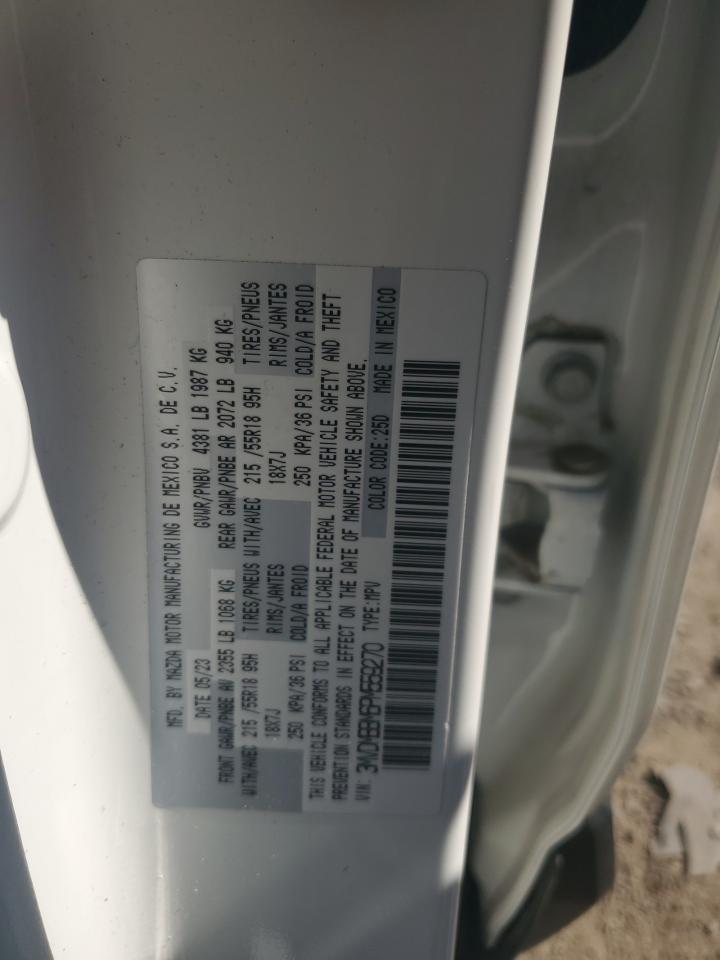 MFD. BY MAZDA MOTOR MANUFACTURING DE MEXICO S.A. DE C.V.
DATE 05/23 GVWR/PNBV 4381 LB 1987 KG
FRONT GAWR/PNBE AV 2355 LB 1068 KG REAR GAWR/PNBE AR 2072 LB 940 KG
WITH/AVEC 215 /55R18 95H TIRES/PNEUS WITH/AVEC 215 /55R18 95H TIRES/PNEUS
18X7J RIMS/JANTES 18X7J RIMS/JANTES
250 KPA/36 PSI COLD/A FROID 250 KPA/36 PSI COLD/A FROID
THIS VEHICLE CONFORMS TO ALL APPLICABLE FEDERAL MOTOR VEHICLE SAFETY AND THEFT
PREVENTION STANDARDS IN EFFECT ON THE DATE OF MANUFACTURE SHOWN ABOVE.
VIN: 3MVDMBBM6PM559270 TYPE:MPV COLOR CODE:25D MADE IN MEXICO